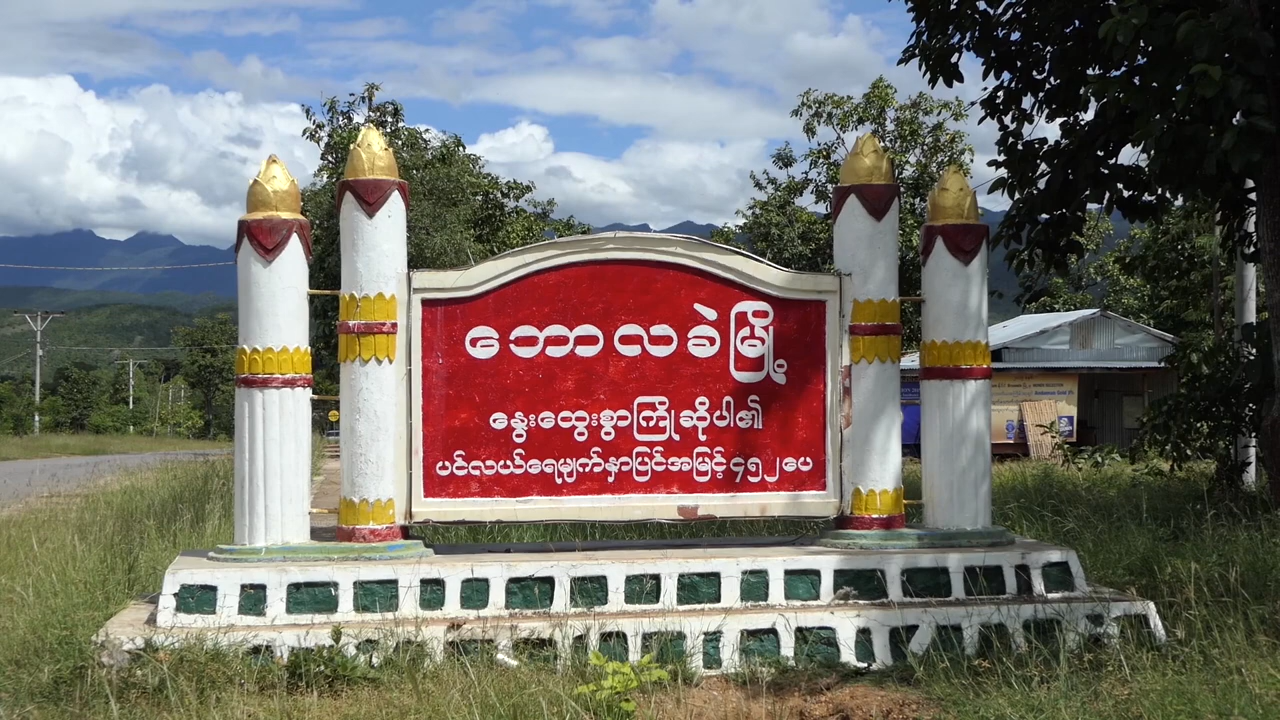 ဘောလခဲမြို့
နွေးထွေးစွာကြိုဆိုပါ၏
ပင်လယ်ရေမျက်နှာပြင်အမြင့်၄၅၂ပေ